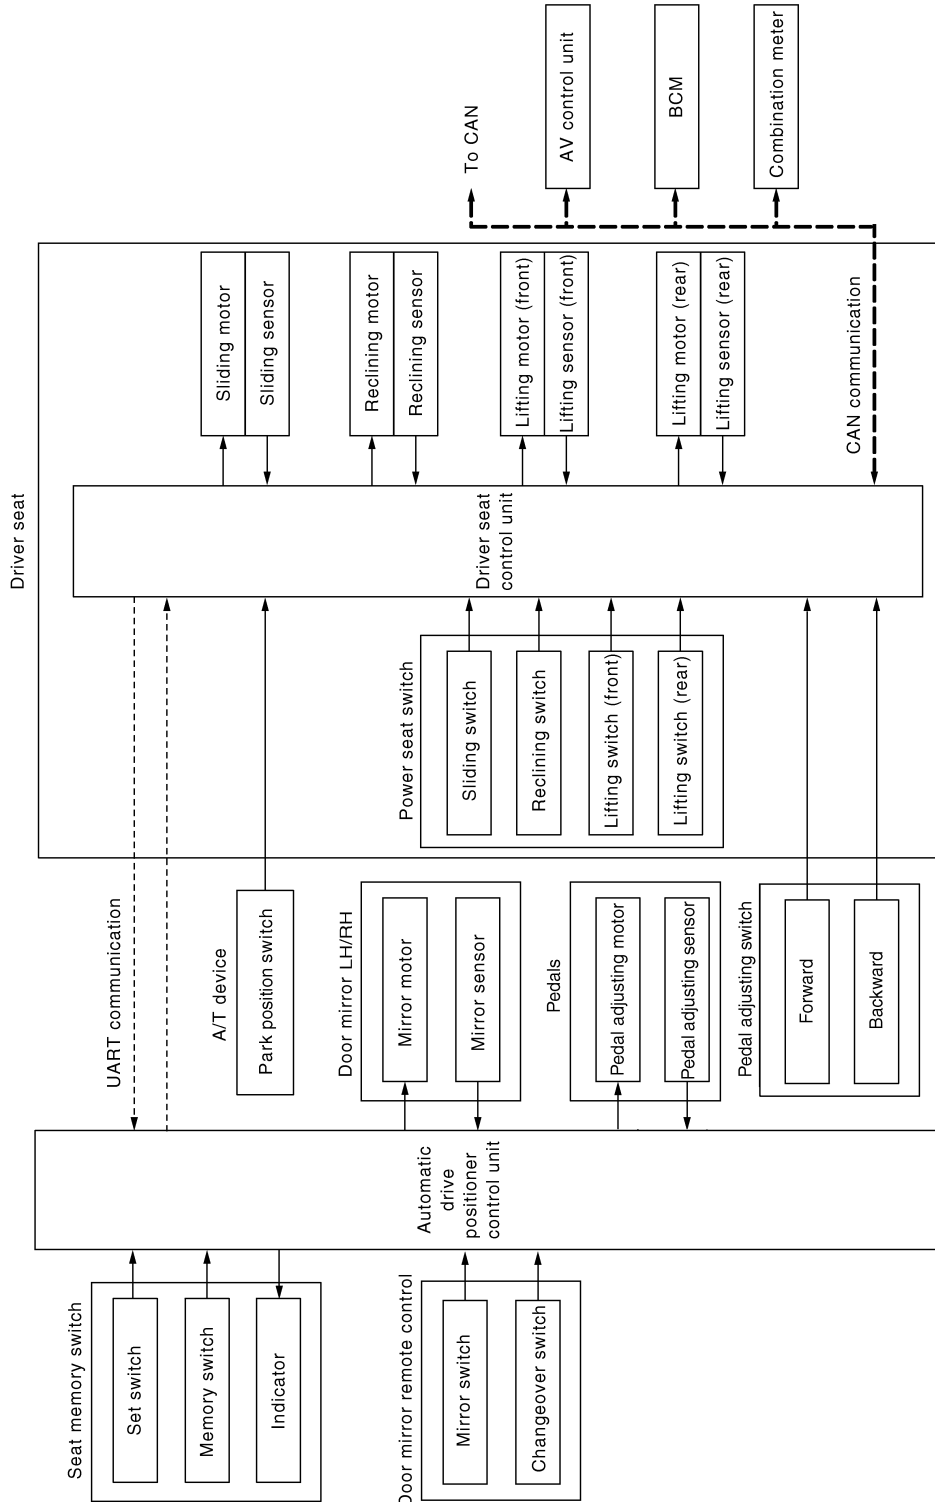 Seat memory switch
Set switch
Memory switch
Indicator
Door mirror remote control
Mirror switch
Changeover switch
Automatic
drive
positioner
control unit
UART communication
A/T device
Park position switch
Door mirror LH/RH
Mirror motor
Mirror sensor
Pedals
Pedal adjusting motor
Pedal adjusting sensor
Pedal adjusting switch
Forward
Backward
Driver seat
Power seat switch
Sliding switch
Reclining switch
Lifting switch (front)
Lifting switch (rear)
Driver seat
control unit
Sliding motor
Sliding sensor
Reclining motor
Reclining sensor
Lifting motor (front)
Lifting sensor (front)
Lifting motor (rear)
Lifting sensor (rear)
CAN communication
To CAN
AV control unit
BCM
Combination meter